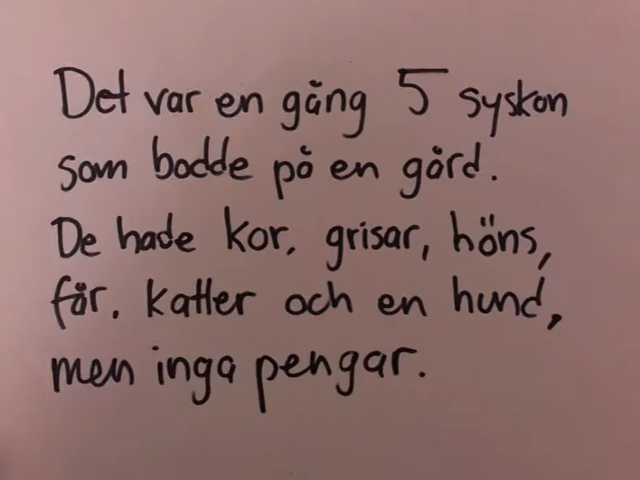 Det var en gång 5 syskon
som bodde på en gård.
De hade kor, grisar, höns,
får, katter och en hund,
men inga pengar.